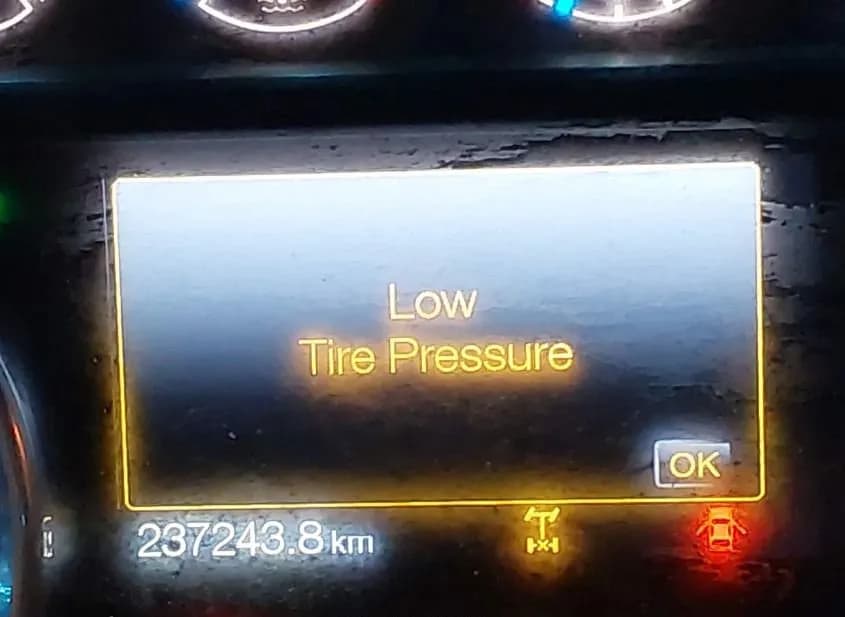 Low
Tire Pressure
OK
237243.8 km